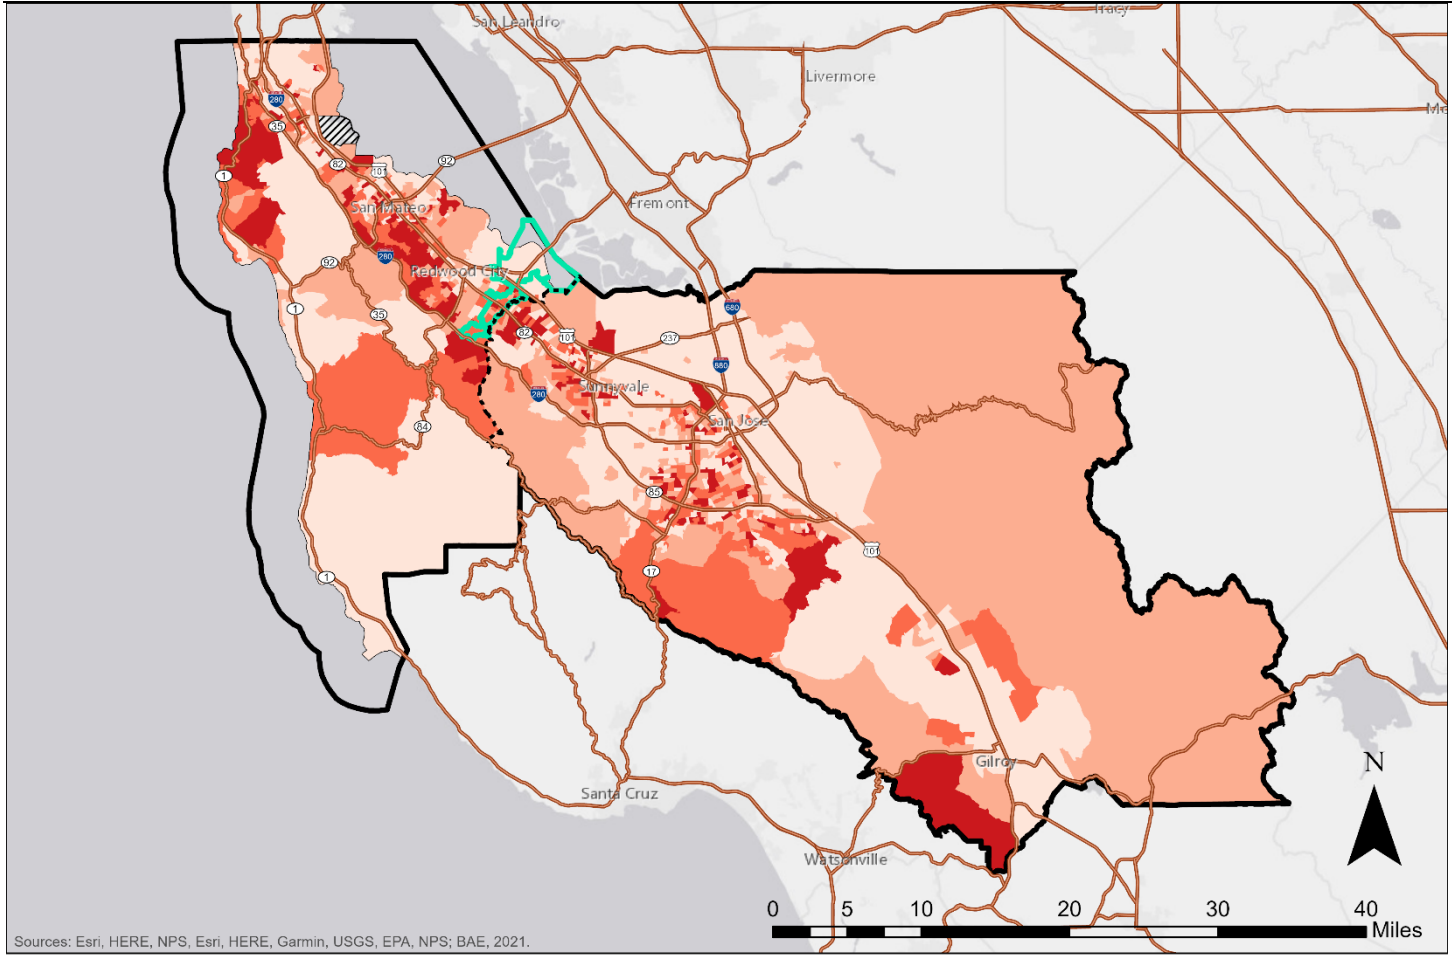 San Leandro
Tracy
Livermore
280
35
82
101
92
1
San Mateo
Fremont
92
280
Redwood City
1
35
680
82
101
237
880
280
Sunnyvale
84
San Jose
85
101
17
1
Gilroy
N
Santa Cruz
Watsonville
0 5 10 20 30 40
Miles
Sources: Esri, HERE, NPS, Esri, HERE, Garmin, USGS, EPA, NPS; BAE, 2021.